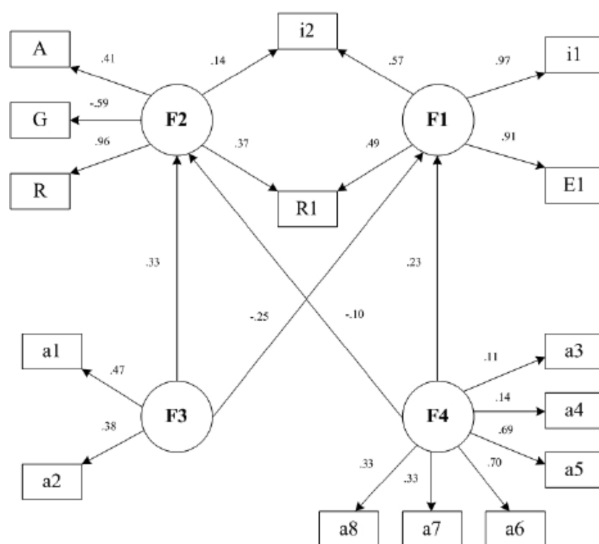 i2
A
i1
.41
.14
.57
.97
G
-.59
F2
F1
.96
.37
.49
.91
R
R1
E1
.33
-.25
-.10
.23
a1
.47
.11
a3
.14
a4
F3
F4
.38
.69
a2
a5
.33
.33
.70
a8
a7
a6